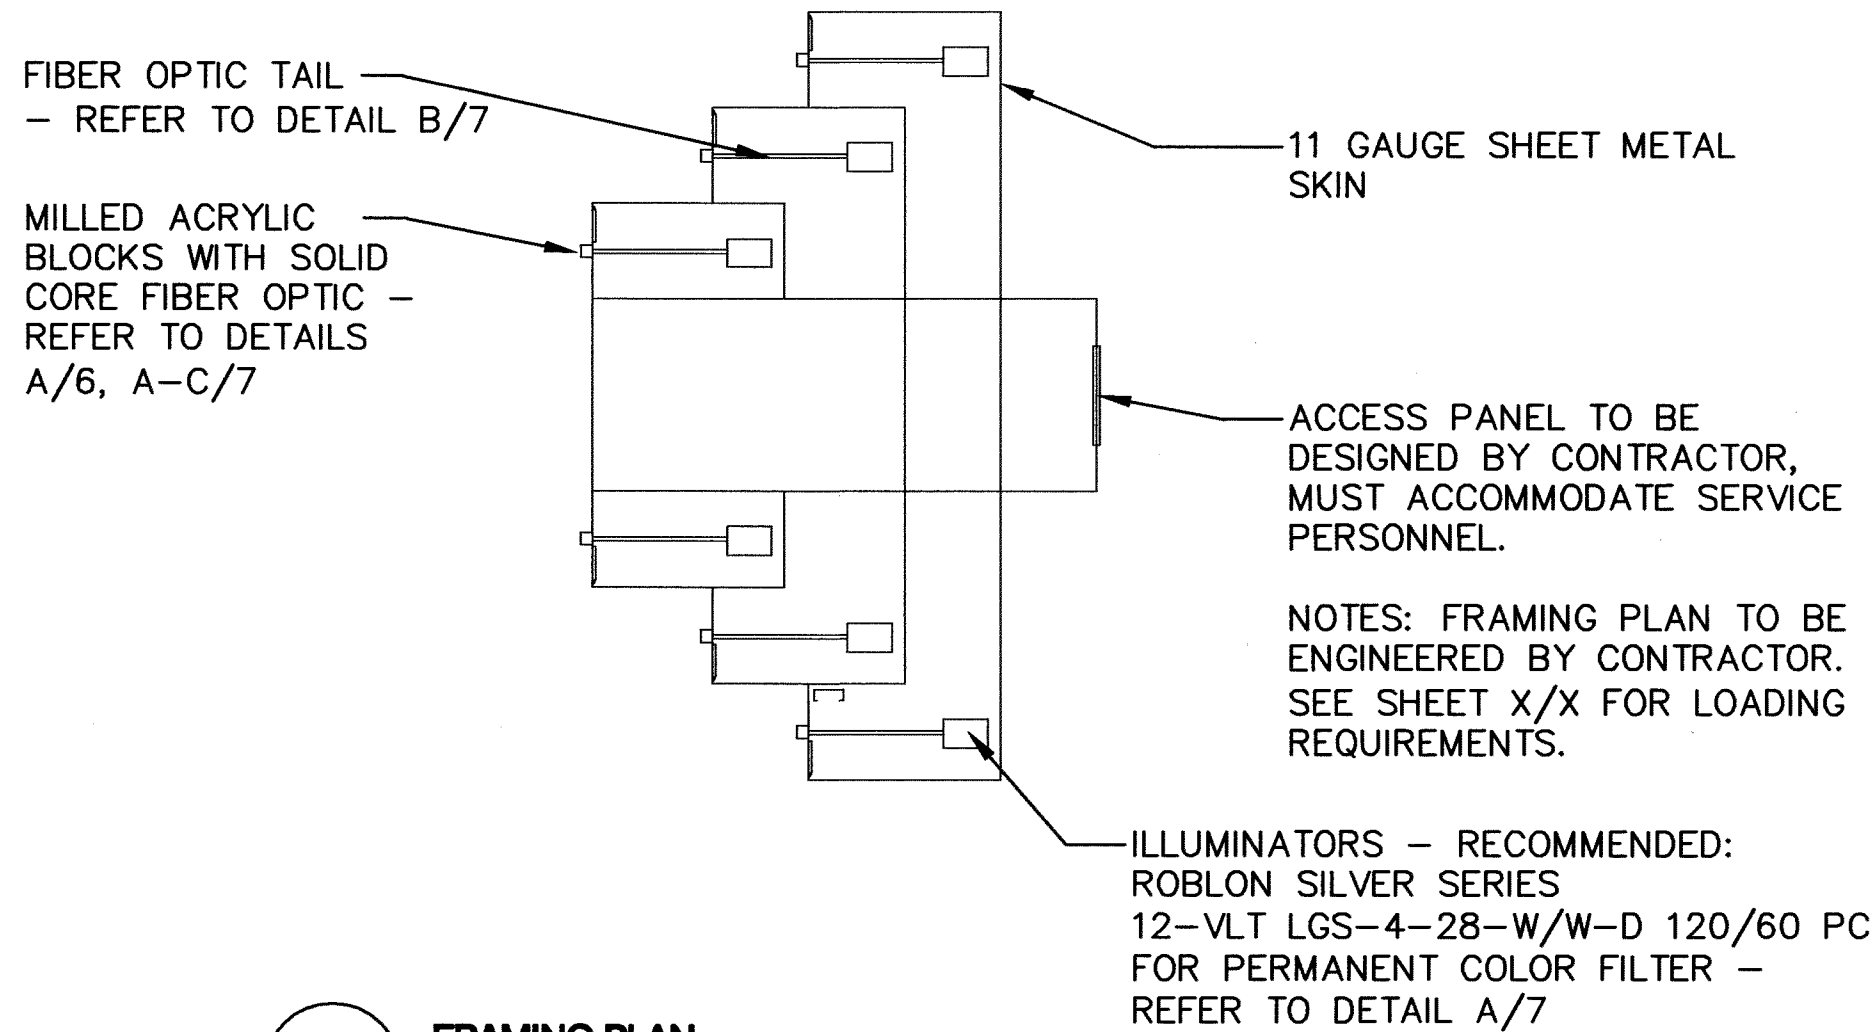 FIBER OPTIC TAIL
– REFER TO DETAIL B/7
MILLED ACRYLIC
BLOCKS WITH SOLID
CORE FIBER OPTIC –
REFER TO DETAILS
A/6, A–C/7
11 GAUGE SHEET METAL
SKIN
ACCESS PANEL TO BE
DESIGNED BY CONTRACTOR,
MUST ACCOMMODATE SERVICE
PERSONNEL.
NOTES: FRAMING PLAN TO BE
ENGINEERED BY CONTRACTOR.
SEE SHEET X/X FOR LOADING
REQUIREMENTS.
ILLUMINATORS – RECOMMENDED:
ROBLON SILVER SERIES
12–VLT LGS–4–28–W/W–D 120/60 PC
FOR PERMANENT COLOR FILTER –
REFER TO DETAIL A/7
FRAMING PLAN